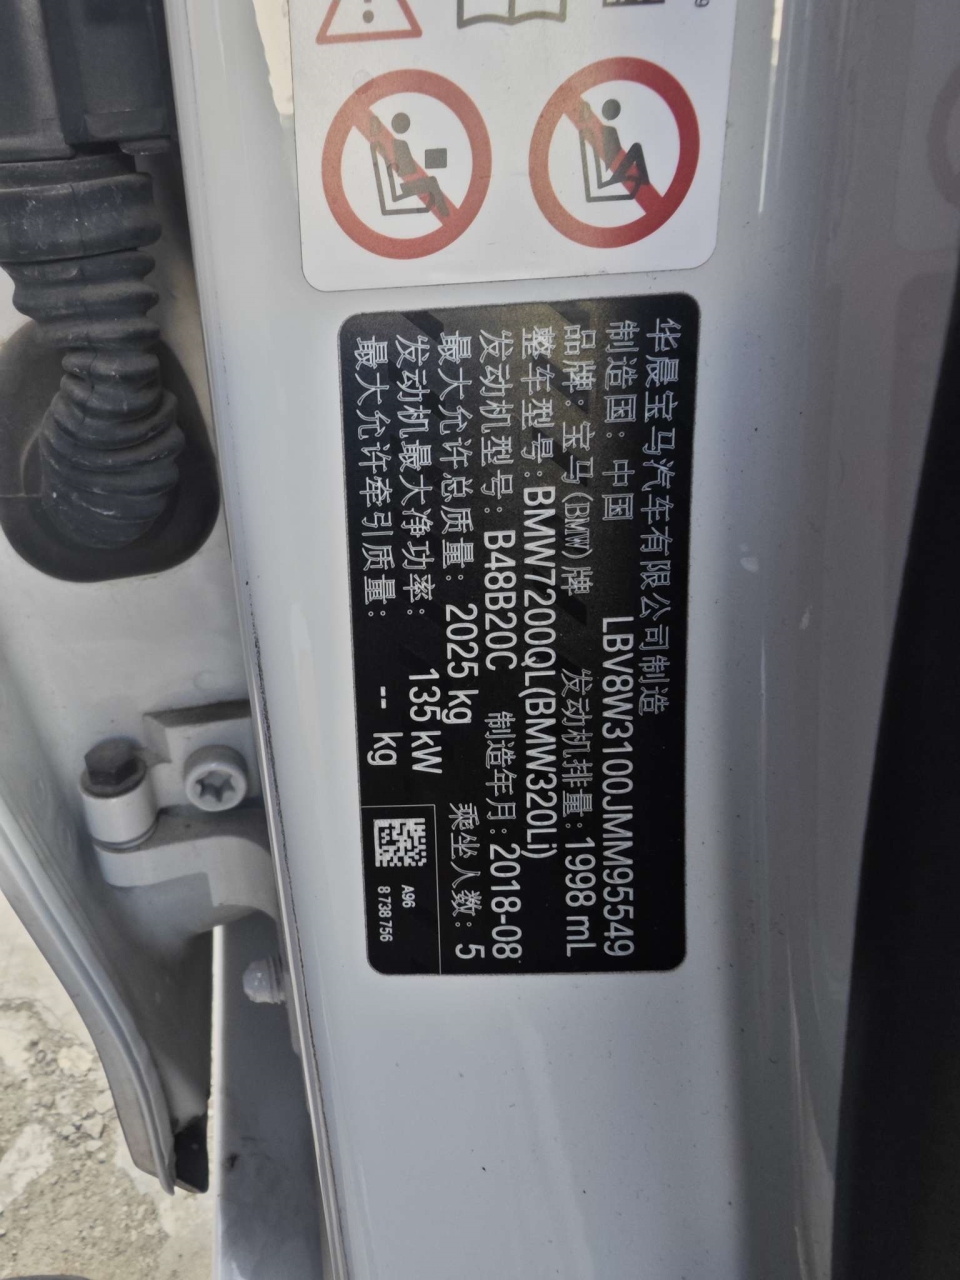 华晨宝马汽车有限公司制造
制造国：中国 LBV8W3100JMM95549
品牌：宝马(BMW)牌 发动机排量：1998 mL
整车型号：BMW7200QL(BMW320Li)
发动机型号：B48B20C 制造年月：2018-08
最大允许总质量：2025 kg 乘坐人数：5
发动机最大净功率：135 kW
最大允许牵引质量：-- kg
A96
8 738 756